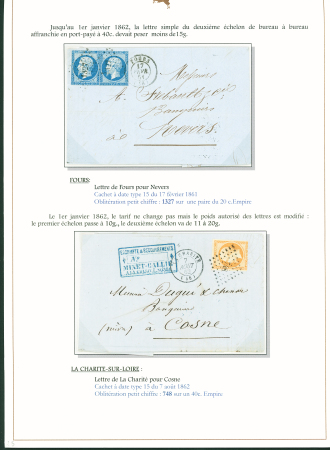 Jusqu'au 1er janvier 1862, la lettre simple du deuxième échelon de bureau à bureau
affranchie en port-payé à 40c. devait peser moins de 15g.
Messieurs
A.
Banquiers
à Nevers
FOURS:
Lettre de Fours pour Nevers
Cachet à date type 15 du 17 février 1861
Oblitération petit chiffre : 1327 sur une paire du 20 c. Empire
Le 1er janvier 1862, le tarif ne change pas mais le poids autorisé des lettres est modifié :
le premier échelon passe à 10g., le deuxième échelon va de 11 à 20g.
Banquiers
à Cosne
LA CHARITE-SUR-LOIRE :
Lettre de La Charité pour Cosne
Cachet à date type 15 du 7 août 1862
Oblitération petit chiffre : 748 sur un 40c. Empire